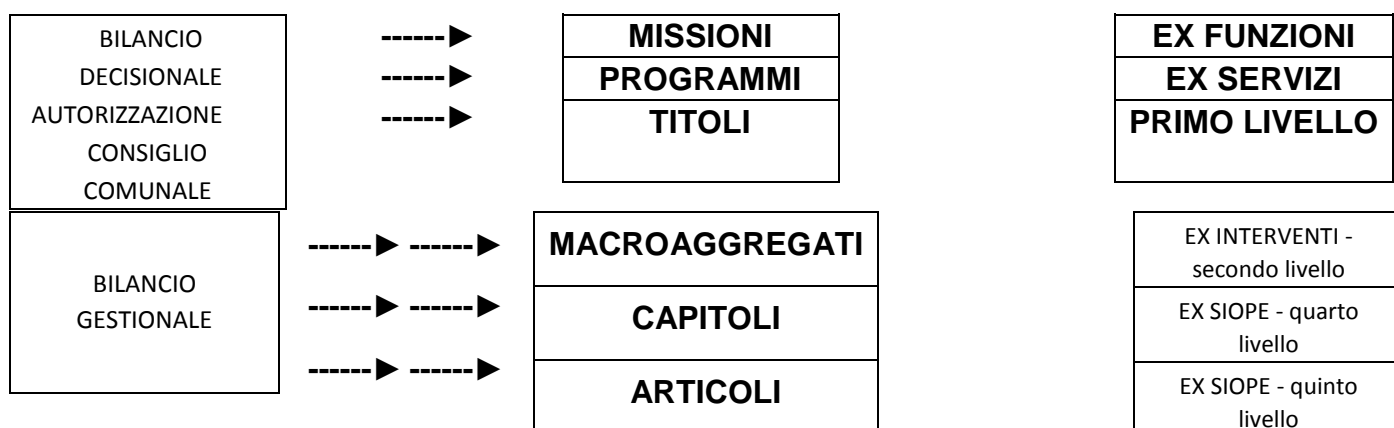 BILANCIO
DECISIONALE
AUTORIZZAZIONE
CONSIGLIO
COMUNALE
------►
------►
------►
MISSIONI
PROGRAMMI
TITOLI
EX FUNZIONI
EX SERVIZI
PRIMO LIVELLO
BILANCIO
GESTIONALE
------► ------►
------► ------►
------► ------►
MACROAGGREGATI
CAPITOLI
ARTICOLI
EX INTERVENTI -
secondo livello
EX SIOPE - quarto
livello
EX SIOPE - quinto
livello